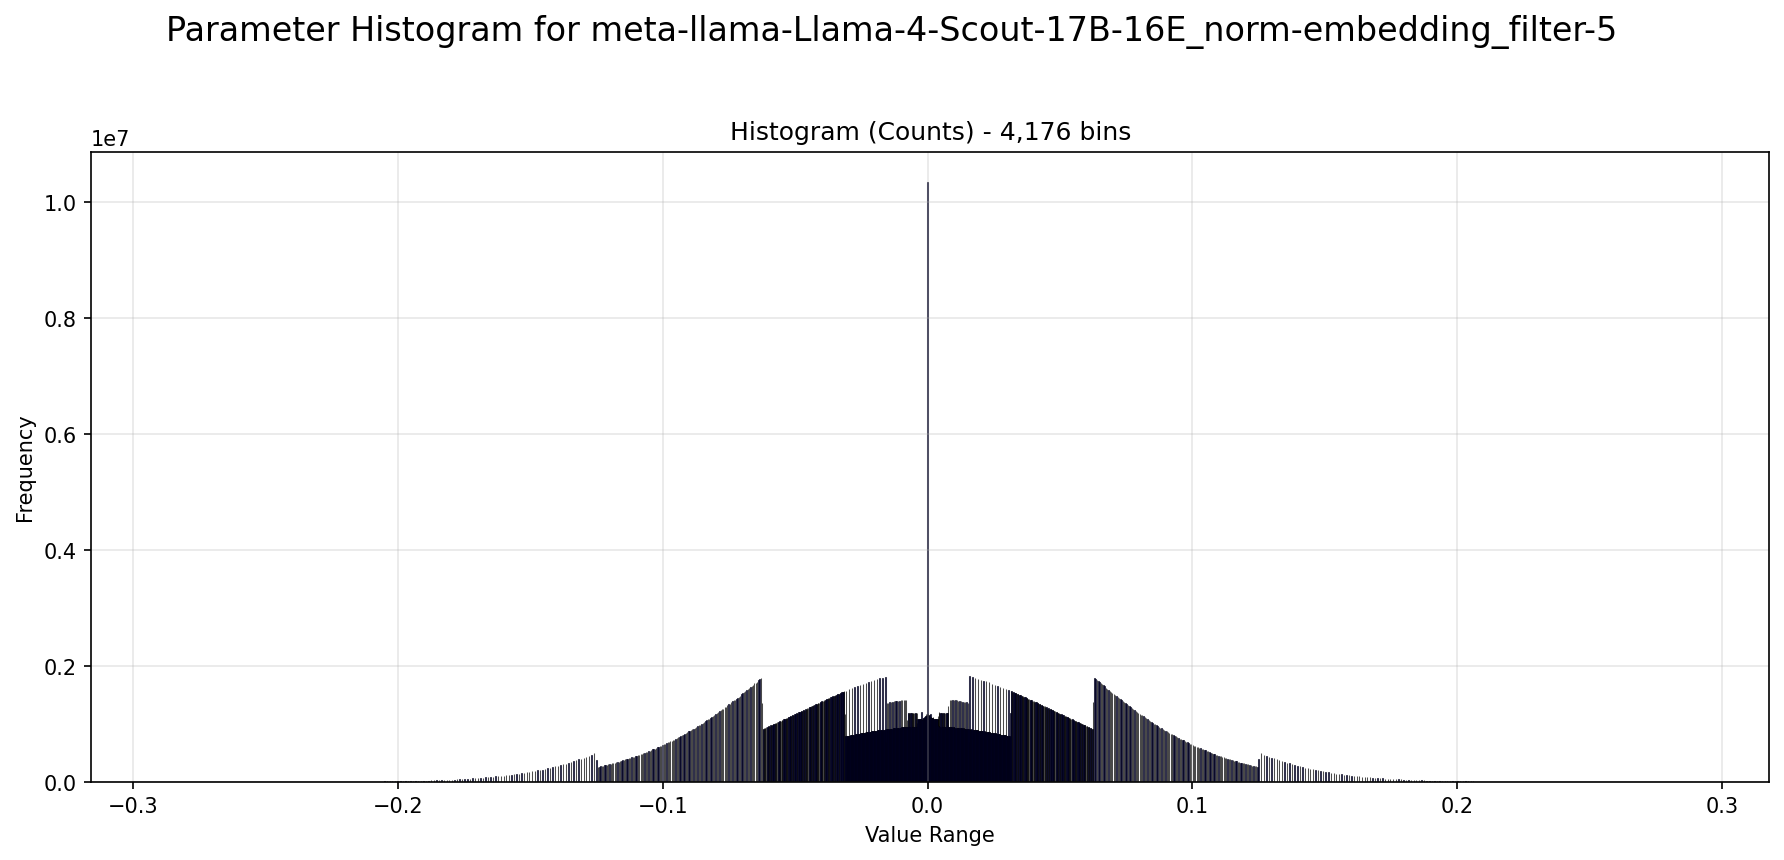 Parameter Histogram for meta-llama-Llama-4-Scout-17B-16E_norm-embedding_filter-5
Histogram (Counts) - 4,176 bins
1e7
1.0
0.8
0.6
0.4
0.2
0.0
Frequency
−0.3
−0.2
−0.1
0.0
0.1
0.2
0.3
Value Range